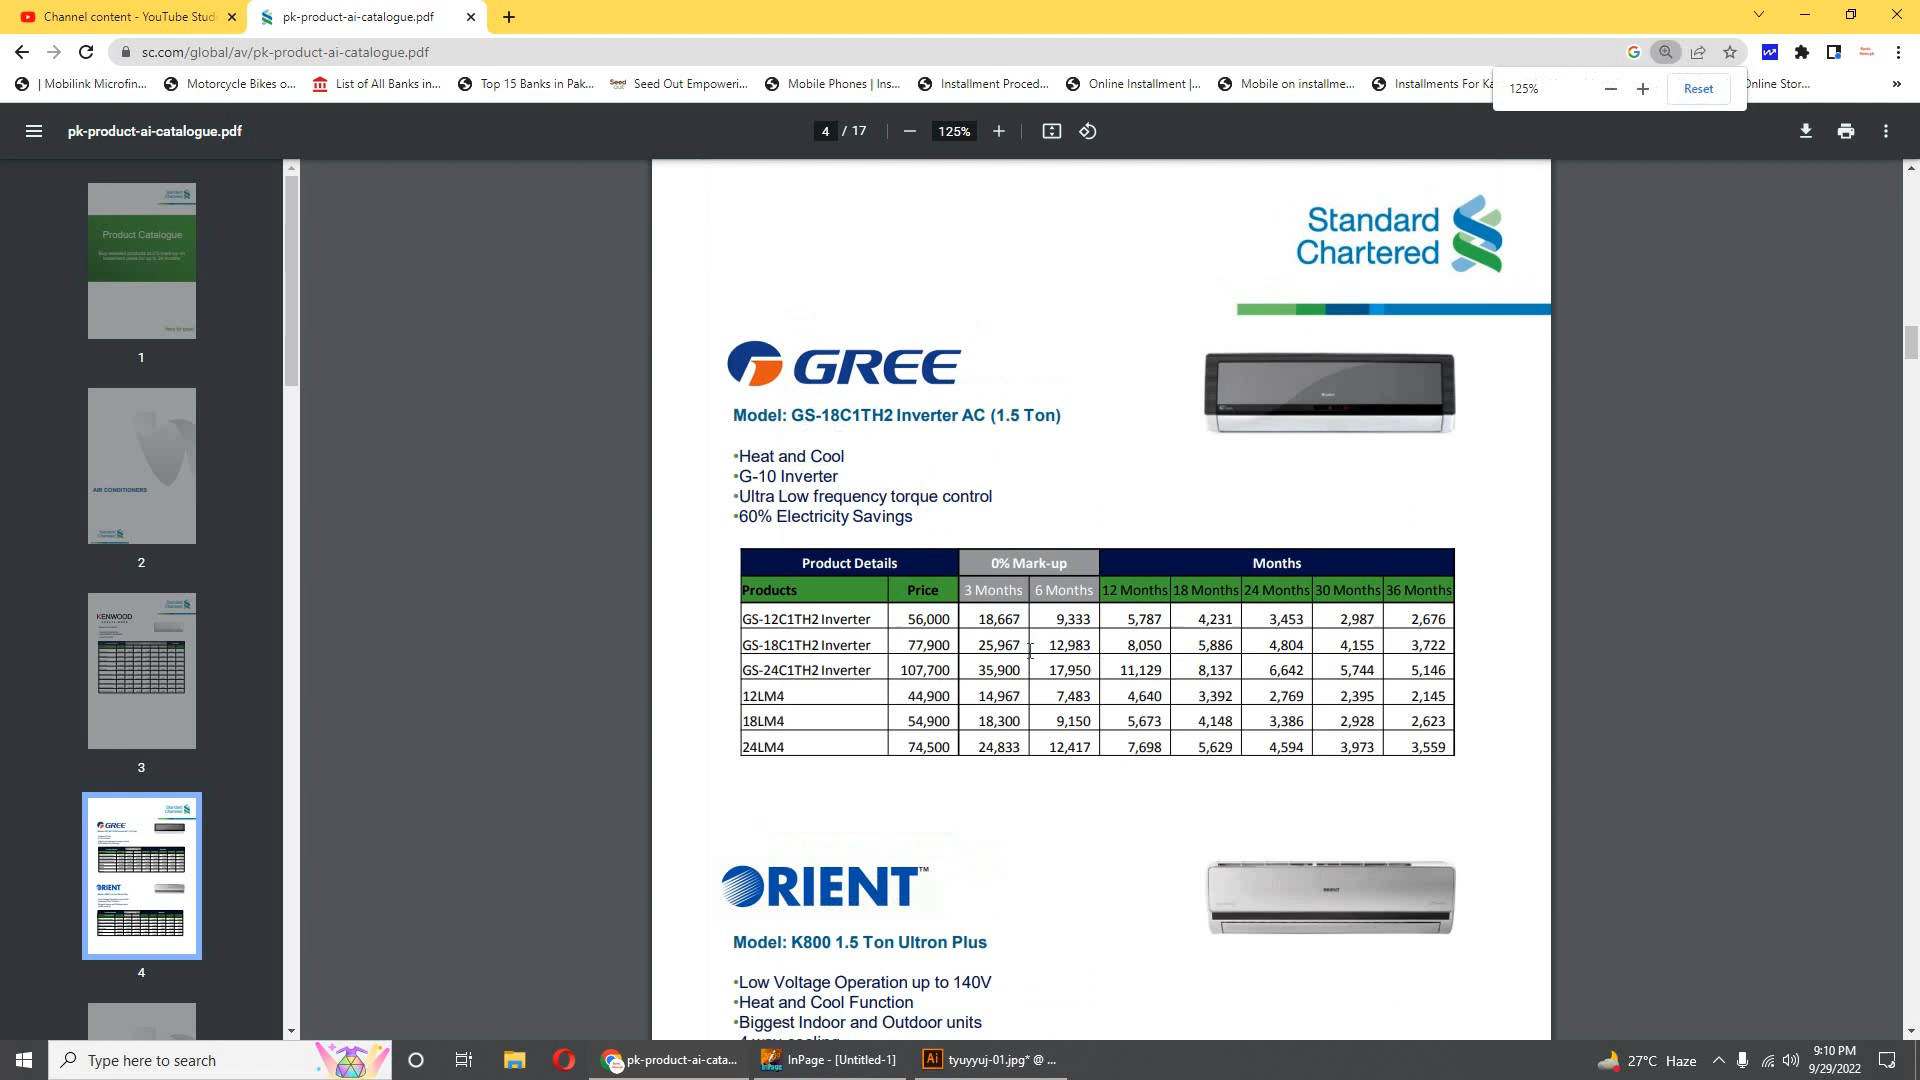 Channel content - YouTube Stud
pk-product-ai-catalogue.pdf
sc.com/global/av/pk-product-ai-catalogue.pdf
| Mobilink Microfin...
Motorcycle Bikes o...
List of All Banks in...
Top 15 Banks in Pak...
Seed Out Empoweri...
Mobile Phones | Ins...
Installment Proced...
Online Installment |...
Mobile on installme...
Installments For Ka
Online Stor...
125%
Reset
pk-product-ai-catalogue.pdf
4 / 17
125%
Product Catalogue
1
AIR CONDITIONERS
2
KENWOOD
3
GREE
ORIENT
4
Standard
Chartered
GREE
Model: GS-18C1TH2 Inverter AC (1.5 Ton)
•Heat and Cool
•G-10 Inverter
•Ultra Low frequency torque control
•60% Electricity Savings
Product Details 0% Mark-up Months
Products Price 3 Months 6 Months 12 Months 18 Months 24 Months 30 Months 36 Months
GS-12C1TH2 Inverter 56,000 18,667 9,333 5,787 4,231 3,453 2,987 2,676
GS-18C1TH2 Inverter 77,900 25,967 12,983 8,050 5,886 4,804 4,155 3,722
GS-24C1TH2 Inverter 107,700 35,900 17,950 11,129 8,137 6,642 5,744 5,146
12LM4 44,900 14,967 7,483 4,640 3,392 2,769 2,395 2,145
18LM4 54,900 18,300 9,150 5,673 4,148 3,386 2,928 2,623
24LM4 74,500 24,833 12,417 7,698 5,629 4,594 3,973 3,559
ORIENT™
Model: K800 1.5 Ton Ultron Plus
•Low Voltage Operation up to 140V
•Heat and Cool Function
•Biggest Indoor and Outdoor units
Type here to search
pk-product-ai-cata...
InPage - [Untitled-1]
tyuyyuj-01.jpg* @ ...
27°C Haze
9:10 PM
9/29/2022